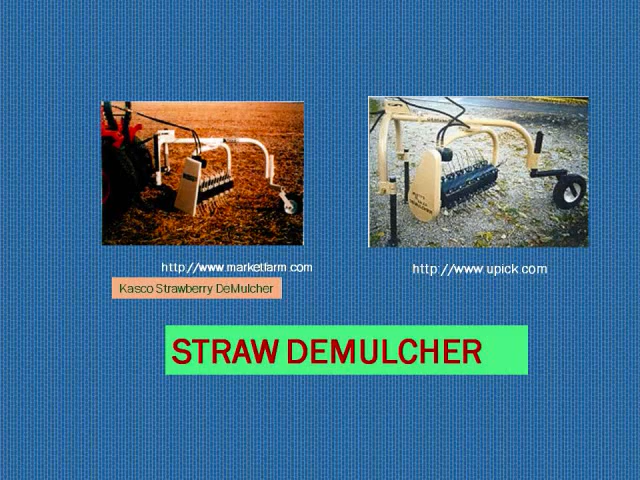 http://www.marketfarm.com
http://www.upick.com
Kasco Strawberry DeMulcher
STRAW DEMULCHER